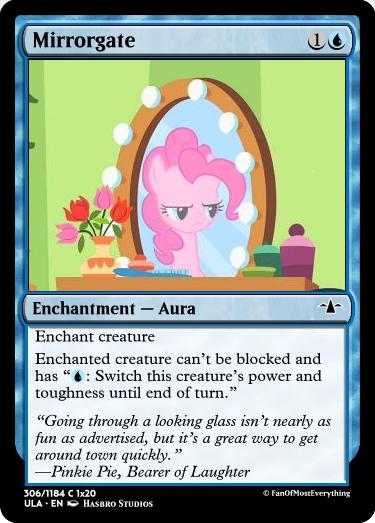 Mirrorgate 1
Enchantment — Aura
Enchant creature
Enchanted creature can't be blocked and
has “: Switch this creature's power and
toughness until end of turn.”
“Going through a looking glass isn't nearly as
fun as advertised, but it's a great way to get
around town quickly.”
—Pinkie Pie, Bearer of Laughter
306/1184 C 1x20
ULA • EN Hasbro Studios
© FanOfMostEverything